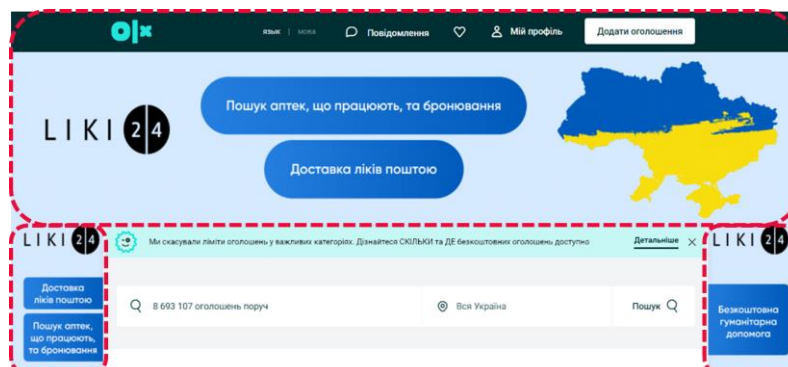 olx
язык | мова
Повідомлення
Мій профіль
Додати оголошення
LIKI 24
Пошук аптек, що працюють, та бронювання
Доставка ліків поштою
LIKI 24
Ми скасували ліміти оголошень у важливих категоріях. Дізнайтеся СКІЛЬКИ та ДЕ безкоштовних оголошень доступно
Детальніше
LIKI 24
Доставка
ліків поштою
8 693 107 оголошень поруч
Вся Україна
Пошук
Пошук аптек,
що працюють,
та бронювання
Безкоштовна
гуманітарна
допомога